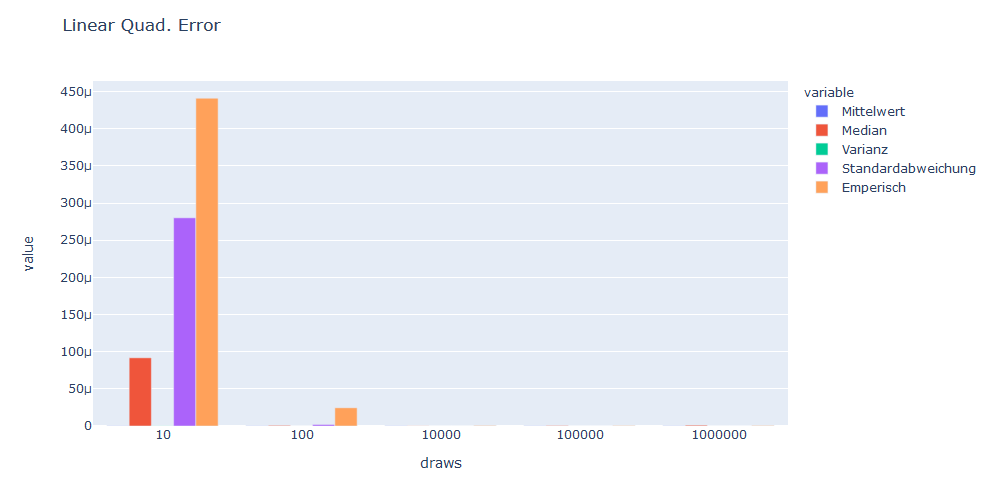 Linear Quad. Error
variable
Mittelwert
Median
Varianz
Standardabweichung
Emperisch
value
450μ
400μ
350μ
300μ
250μ
200μ
150μ
100μ
50μ
0
10
100
10000
100000
1000000
draws